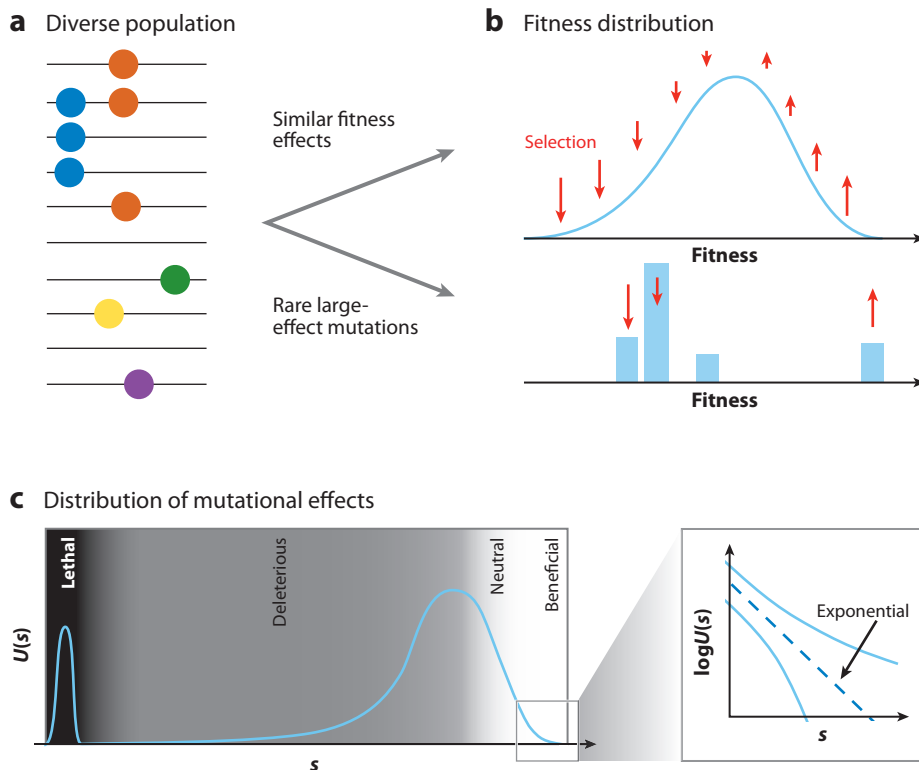 a Diverse population
Similar fitness
effects
Rare large-
effect mutations
b Fitness distribution
Selection
Fitness
Fitness
c Distribution of mutational effects
U(s)
Lethal
Deleterious
Neutral
Beneficial
s
logU(s)
Exponential
s